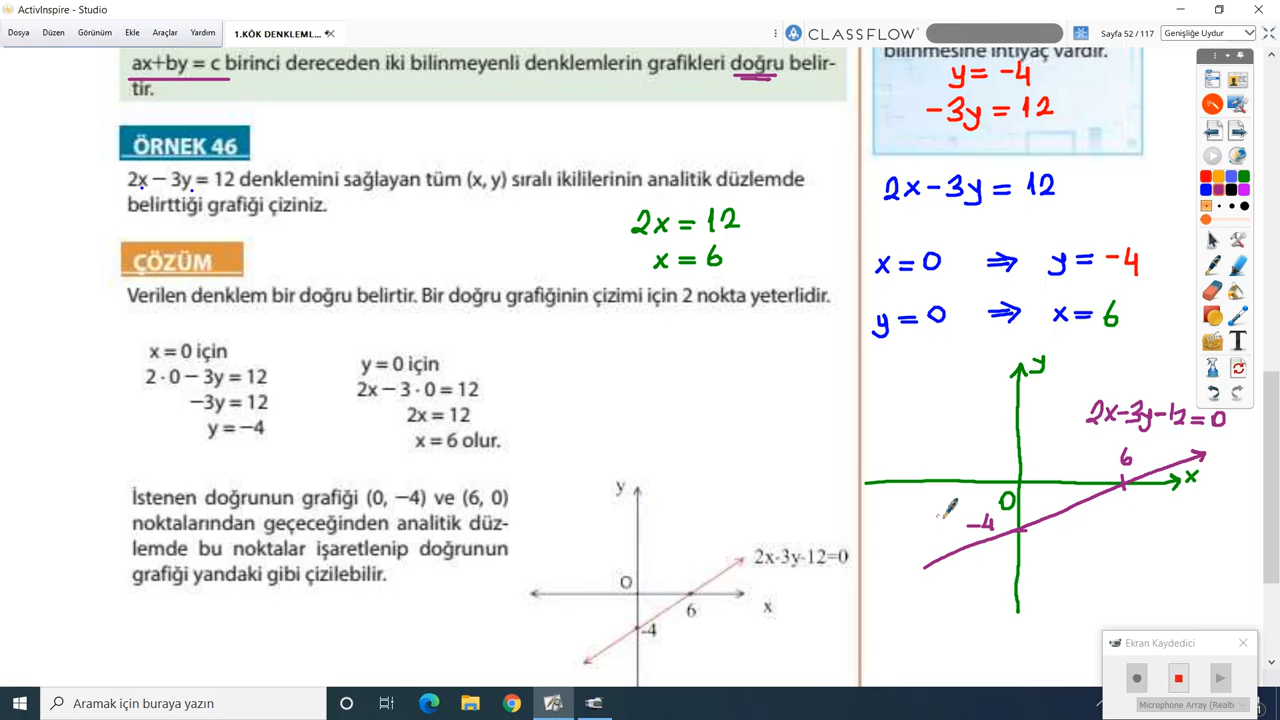 ActivInspire - Studio
Dosya Düzen Görünüm Ekle Araçlar Yardım
1.KÖK DENKLEML...
CLASSFLOW
Sayfa 52 / 117
Genişliğe Uydur
ax+by = c birinci dereceden iki bilinmeyenli denklemlerin grafikleri doğru belir-
tir.
ÖRNEK 46
2x − 3y = 12 denklemini sağlayan tüm (x, y) sıralı ikililerinin analitik düzlemde
belirttiği grafiği çiziniz.
2x = 12
x = 6
ÇÖZÜM
Verilen denklem bir doğru belirtir. Bir doğru grafiğinin çizimi için 2 nokta yeterlidir.
x = 0 için
2 · 0 − 3y = 12
−3y = 12
y = −4
y = 0 için
2x − 3 · 0 = 12
2x = 12
x = 6 olur.
İstenen doğrunun grafiği (0, −4) ve (6, 0)
noktalarından geçeceğinden analitik düz-
lemde bu noktalar işaretlenip doğrunun
grafiği yandaki gibi çizilebilir.
y
2x-3y-12=0
O
x
6
-4
bilinmesine ihtiyaç vardır.
y = -4
-3y = 12
2x - 3y = 12
x = 0 ⇒ y = -4
y = 0 ⇒ x = 6
y
2x-3y-12=0
6
x
0
-4
T
Ekran Kaydedici
Microphone Array (Realte
Aramak için buraya yazın